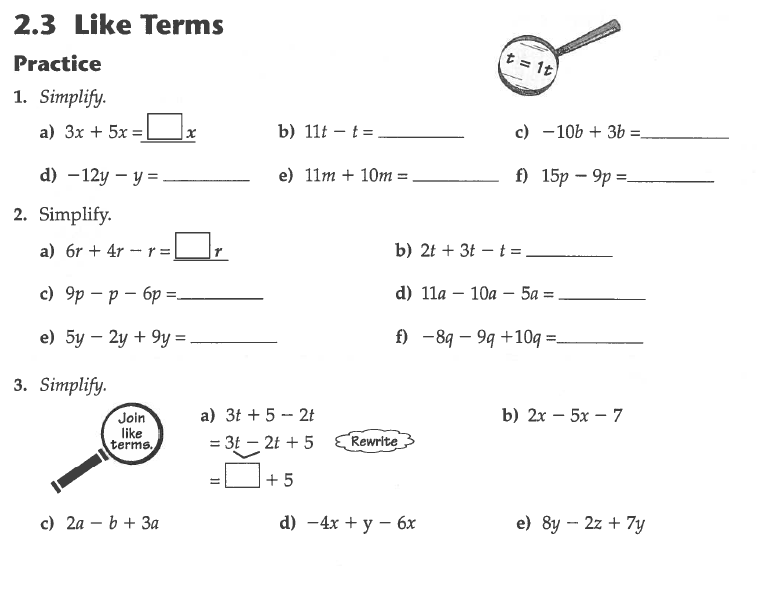 2.3 Like Terms
t = 1t
Practice
1. Simplify.
a) 3x + 5x = x
b) 11t − t =
c) −10b + 3b =
d) −12y − y =
e) 11m + 10m =
f) 15p − 9p =
2. Simplify.
a) 6r + 4r − r = r
b) 2t + 3t − t =
c) 9p − p − 6p =
d) 11a − 10a − 5a =
e) 5y − 2y + 9y =
f) −8q − 9q +10q =
3. Simplify.
Join
like
terms.
a) 3t + 5 − 2t
= 3t − 2t + 5
Rewrite
= + 5
b) 2x − 5x − 7
c) 2a − b + 3a
d) −4x + y − 6x
e) 8y − 2z + 7y